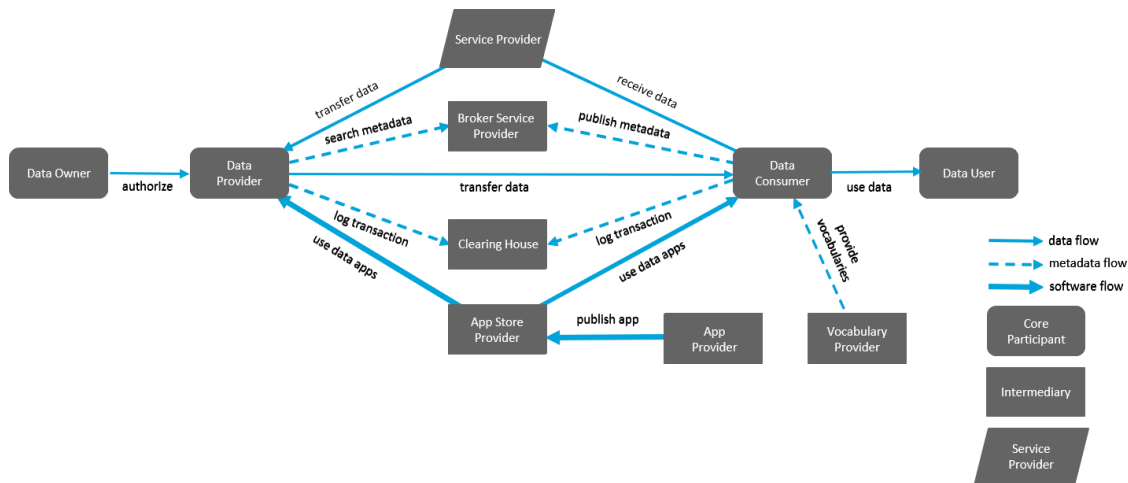 Service Provider
transfer data
receive data
search metadata
Broker Service
Provider
publish metadata
Data Owner
authorize
Data
Provider
transfer data
Data
Consumer
use data
Data User
log transaction
Clearing House
log transaction
use data apps
use data apps
provide
vocabularies
App Store
Provider
publish app
App
Provider
Vocabulary
Provider
data flow
metadata flow
software flow
Core
Participant
Intermediary
Service
Provider